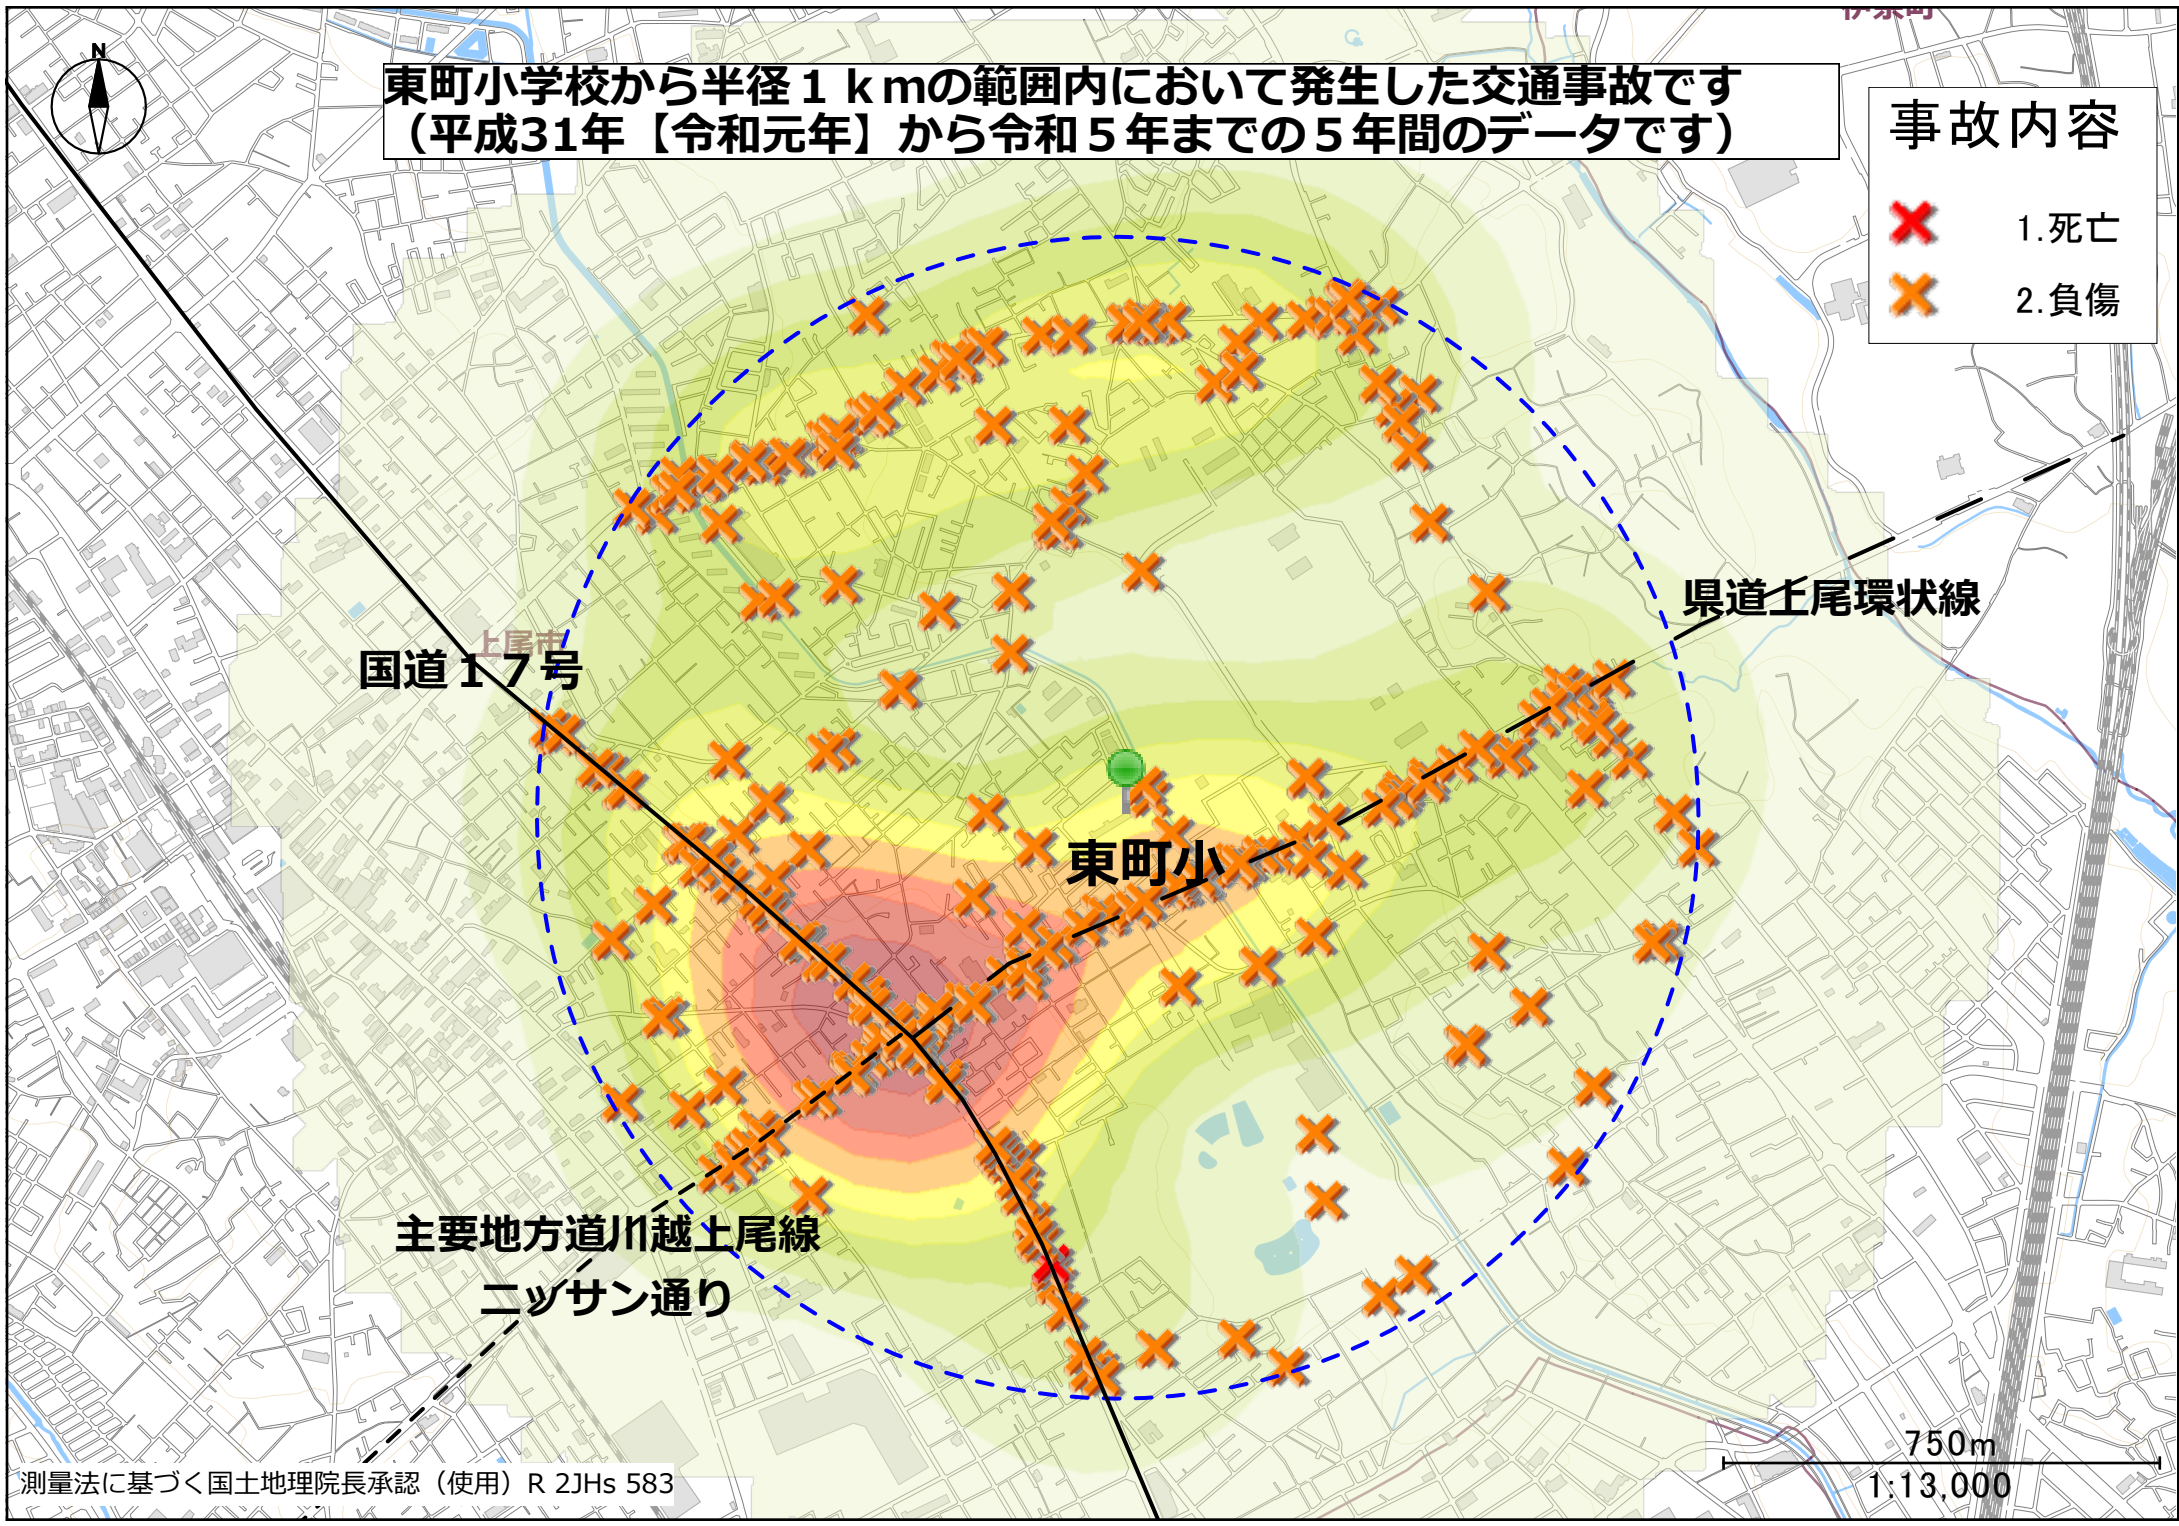 伊奈町
N
東町小学校から半径１ｋｍの範囲内において発生した交通事故です
（平成31年【令和元年】から令和５年までの５年間のデータです）
事故内容
1.死亡
2.負傷
県道上尾環状線
上尾市
国道１７号
東町小
主要地方道川越上尾線
ニッサン通り
750m
1:13,000
測量法に基づく国土地理院長承認（使用）R 2JHs 583